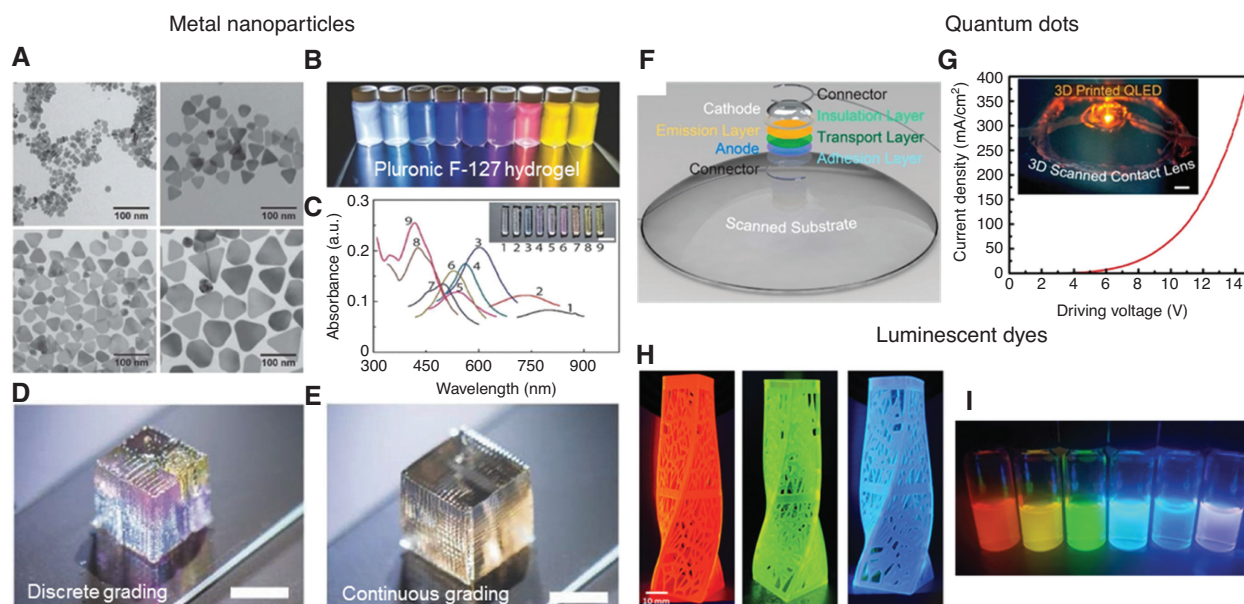 Metal nanoparticles
Quantum dots
A
100 nm
100 nm
100 nm
100 nm
B
Pluronic F-127 hydrogel
C
Absorbance (a.u.)
0.3
0.2
0.1
0
300
450
600
750
900
Wavelength (nm)
9
8
7
6
5
4
3
2
1
1 2 3 4 5 6 7 8 9
D
Discrete grading
E
Continuous grading
F
Connector
Cathode
Insulation Layer
Emission Layer
Transport Layer
Anode
Adhesion Layer
Connector
Scanned Substrate
G
Current density (mA/cm²)
400
350
300
250
200
150
100
50
0
0 2 4 6 8 10 12 14
Driving voltage (V)
3D Printed QLED
3D Scanned Contact Lens
Luminescent dyes
H
10 mm
I